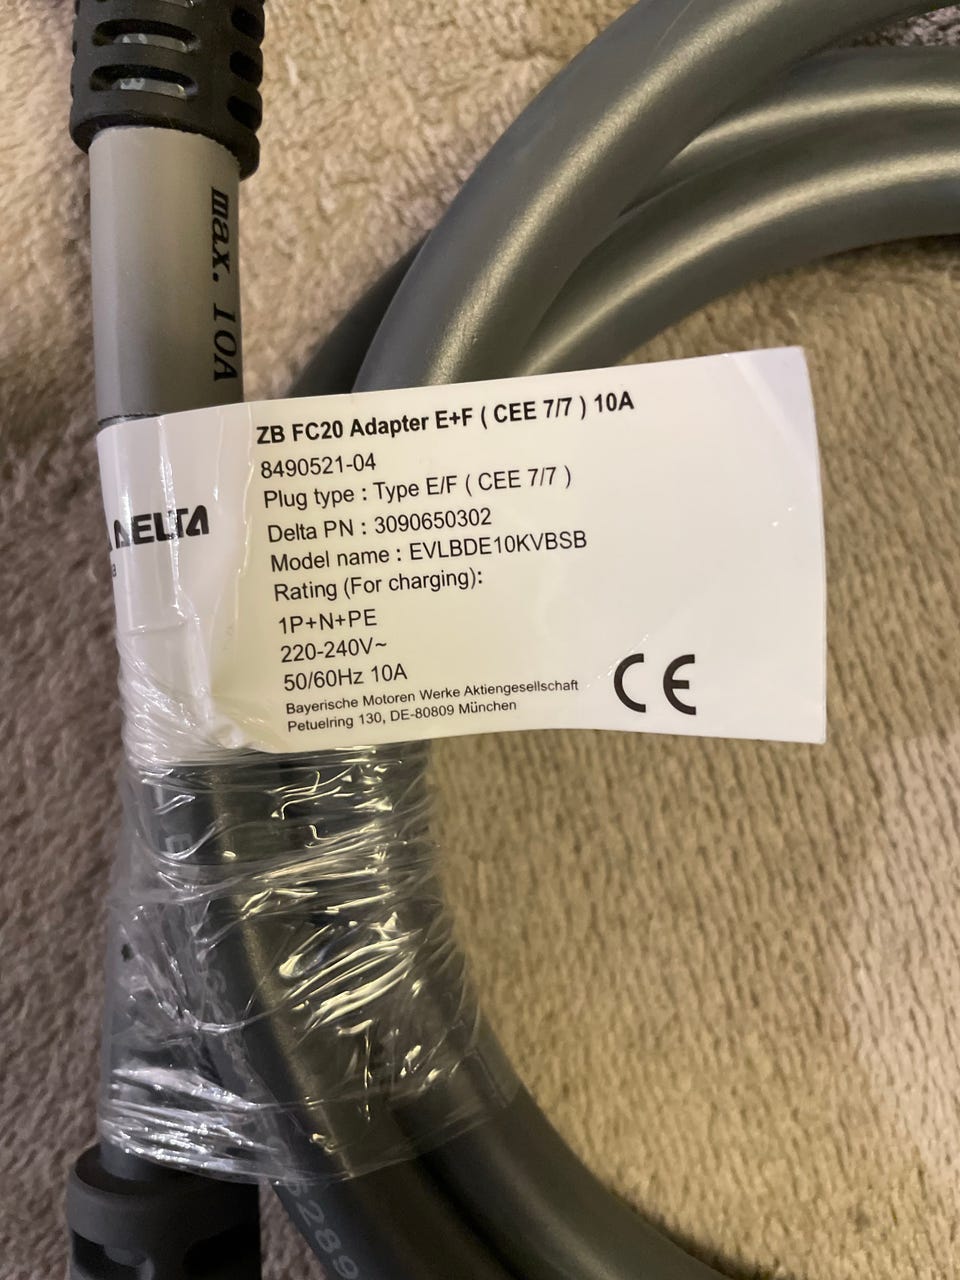 max. 10A
ZB FC20 Adapter E+F ( CEE 7/7 ) 10A
8490521-04
Plug type : Type E/F ( CEE 7/7 )
DELTA
Delta PN : 3090650302
Model name : EVLBDE10KVBSB
Rating (For charging):
1P+N+PE
220-240V~
50/60Hz 10A
Bayerische Motoren Werke Aktiengesellschaft
Petuelring 130, DE-80809 München
CE